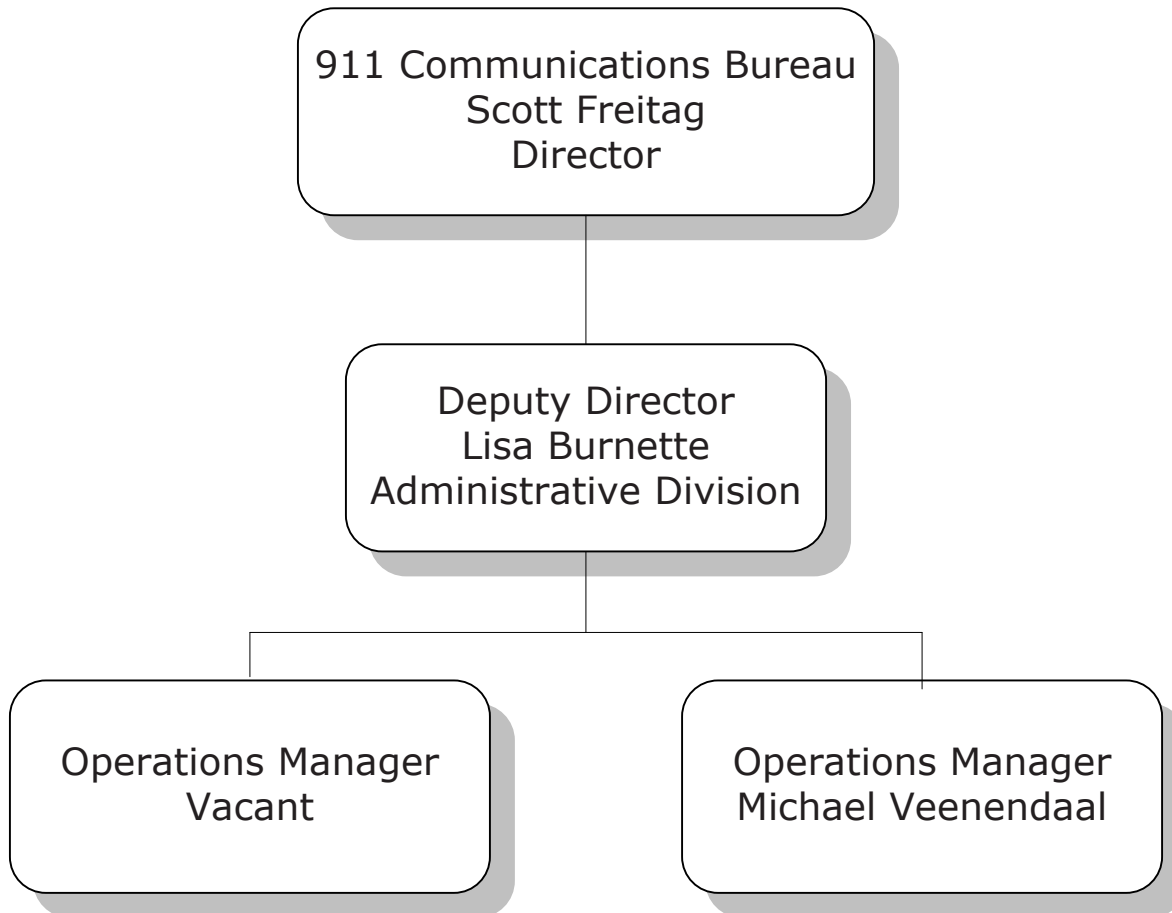 911 Communications Bureau
Scott Freitag
Director
Deputy Director
Lisa Burnette
Administrative Division
Operations Manager
Vacant
Operations Manager
Michael Veenendaal